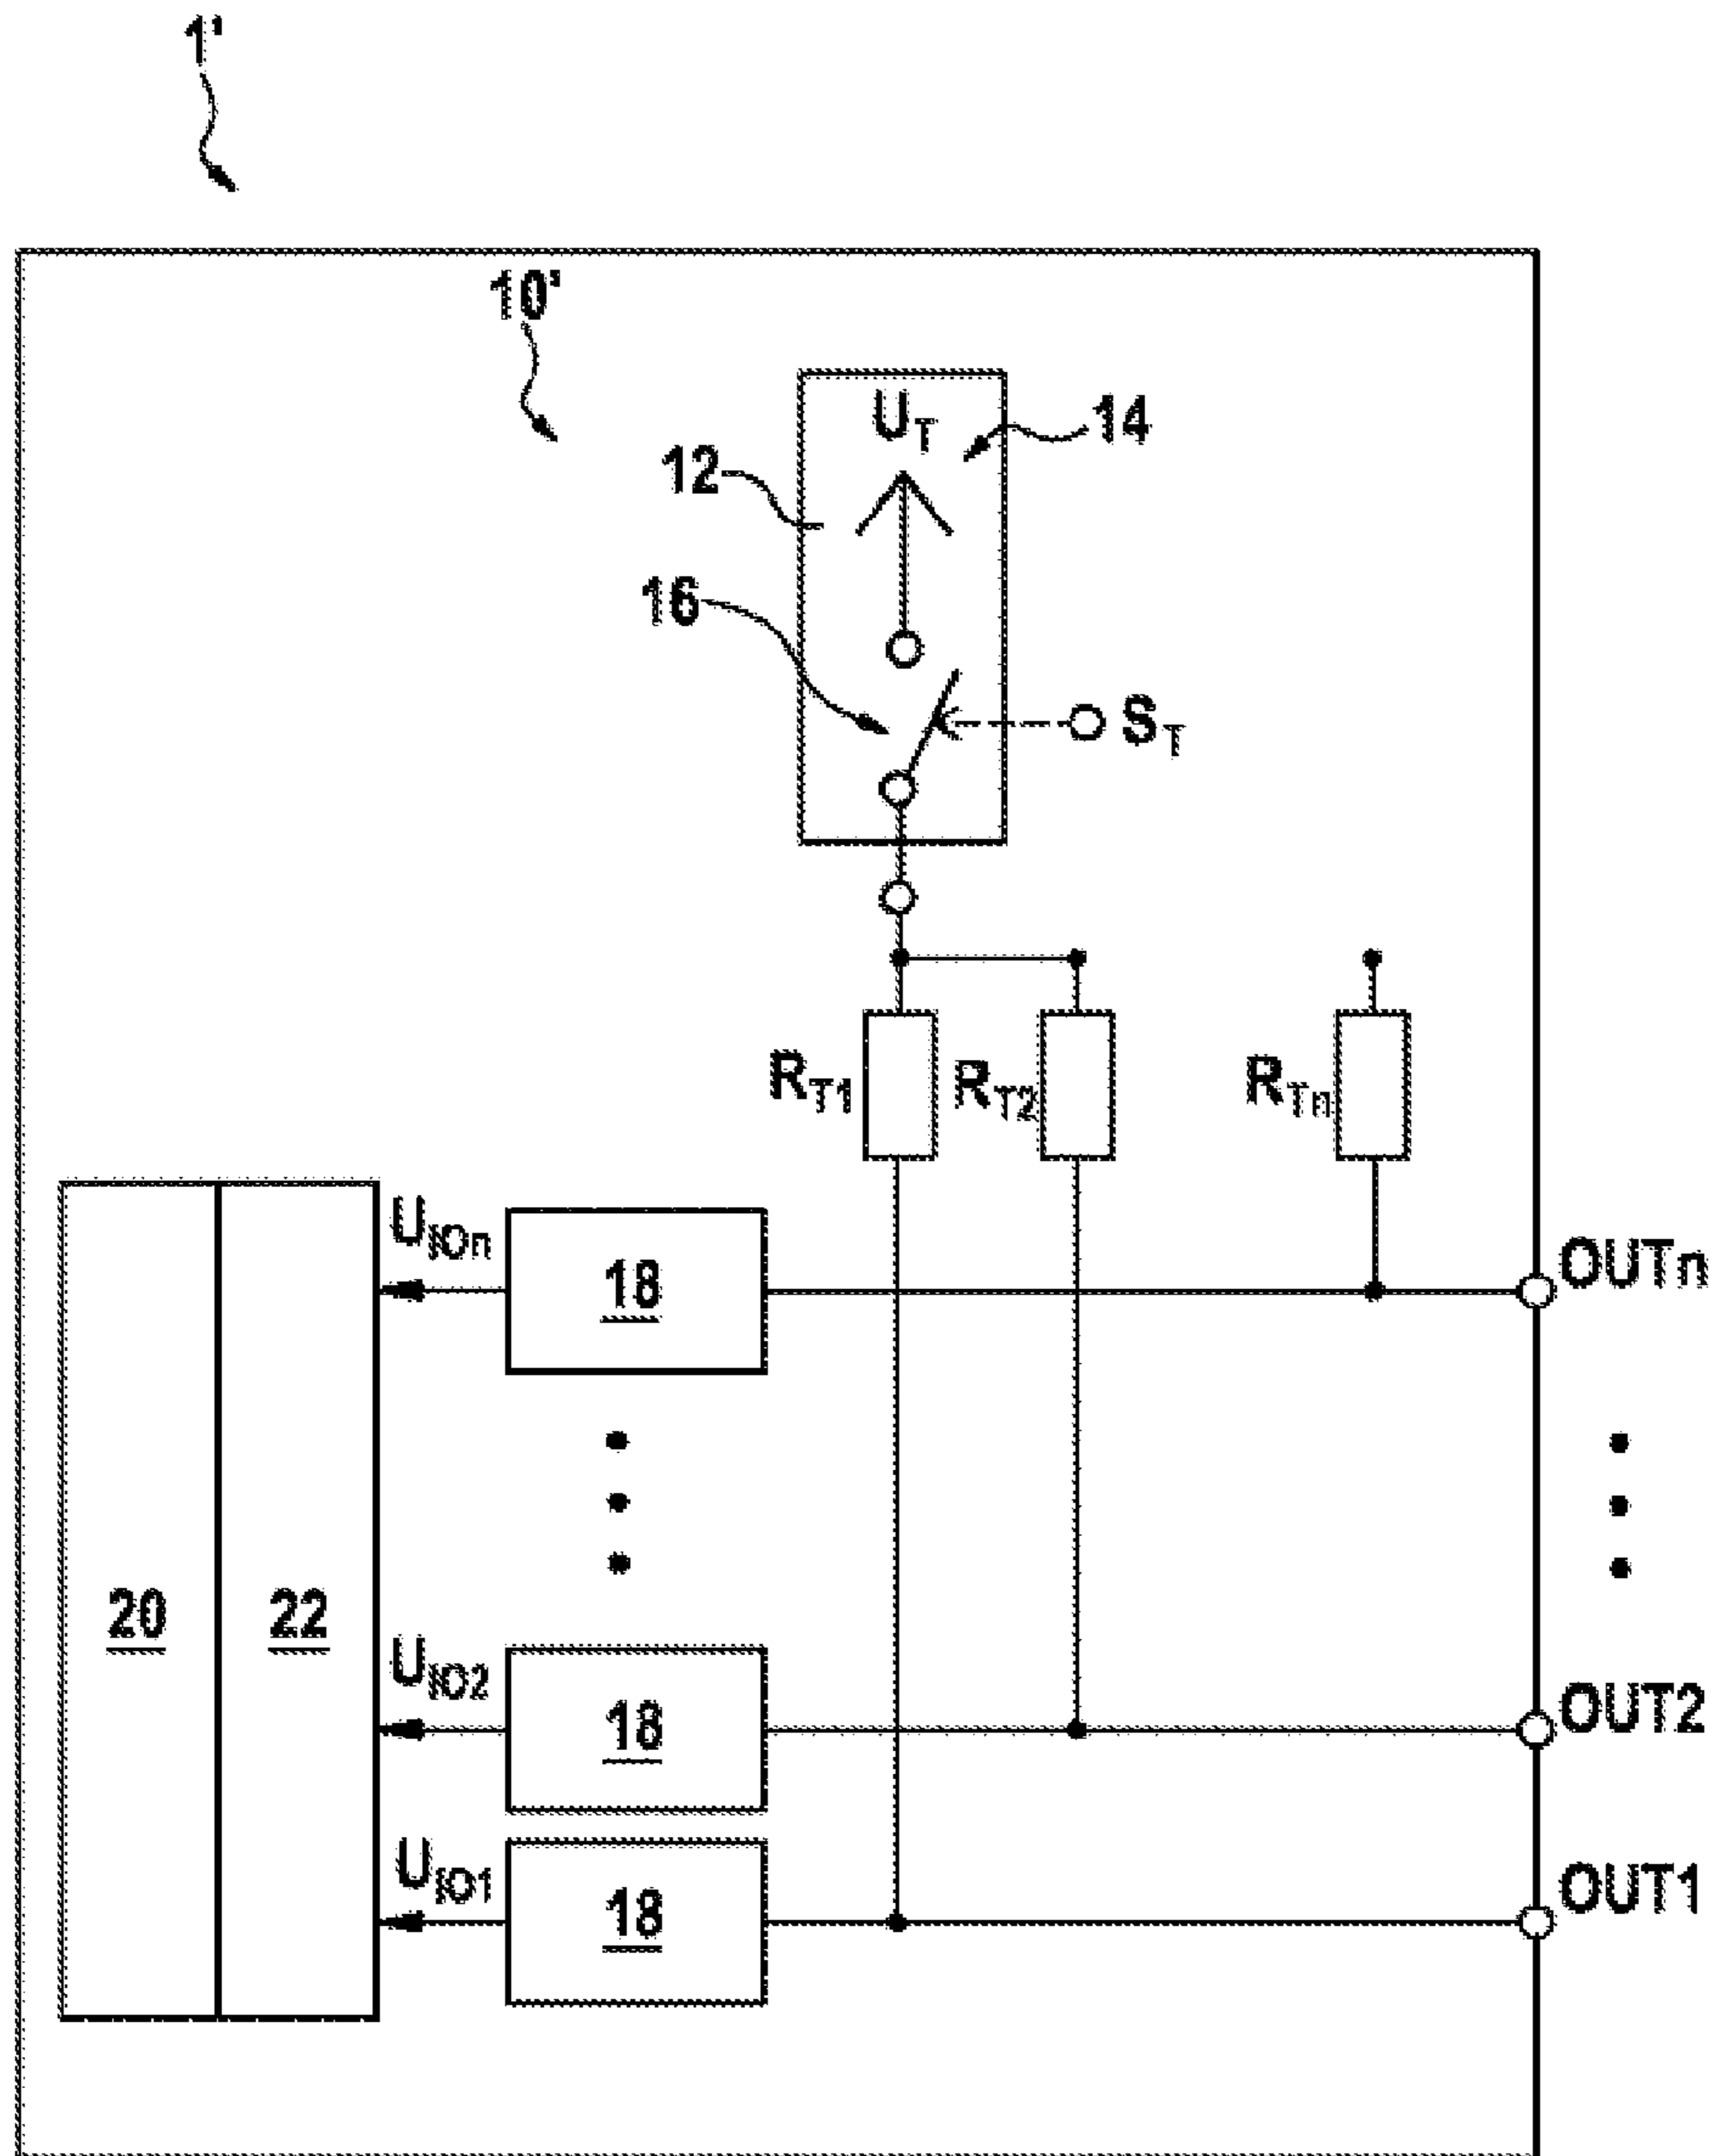 1'
10'
U_T
14
12
16
S_T
R_T1
R_T2
R_Tn
U_IOn
18
OUTn
20
22
U_IO2
18
OUT2
U_IO1
18
OUT1